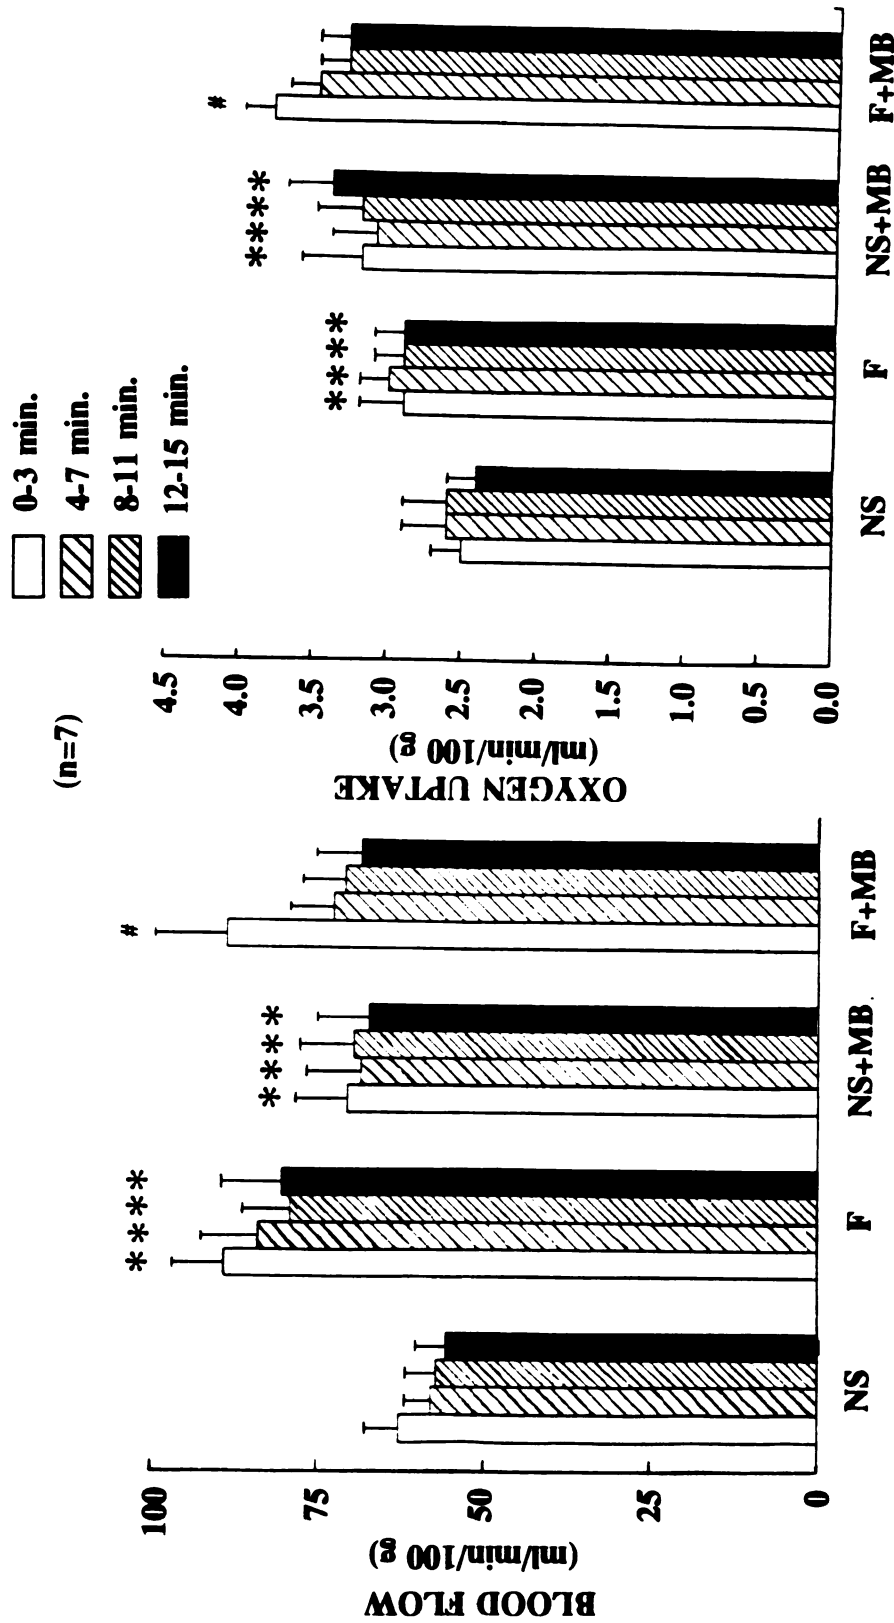 (n=7)
0-3 min.
4-7 min.
8-11 min.
12-15 min.
BLOOD FLOW
(ml/min/100 g)
100
75
50
25
0
* * * *
* * * *
#
NS
F
NS+MB
F+MB
OXYGEN UPTAKE
(ml/min/100 g)
4.5
4.0
3.5
3.0
2.5
2.0
1.5
1.0
0.5
0.0
* * * *
* * * *
#
NS
F
NS+MB
F+MB